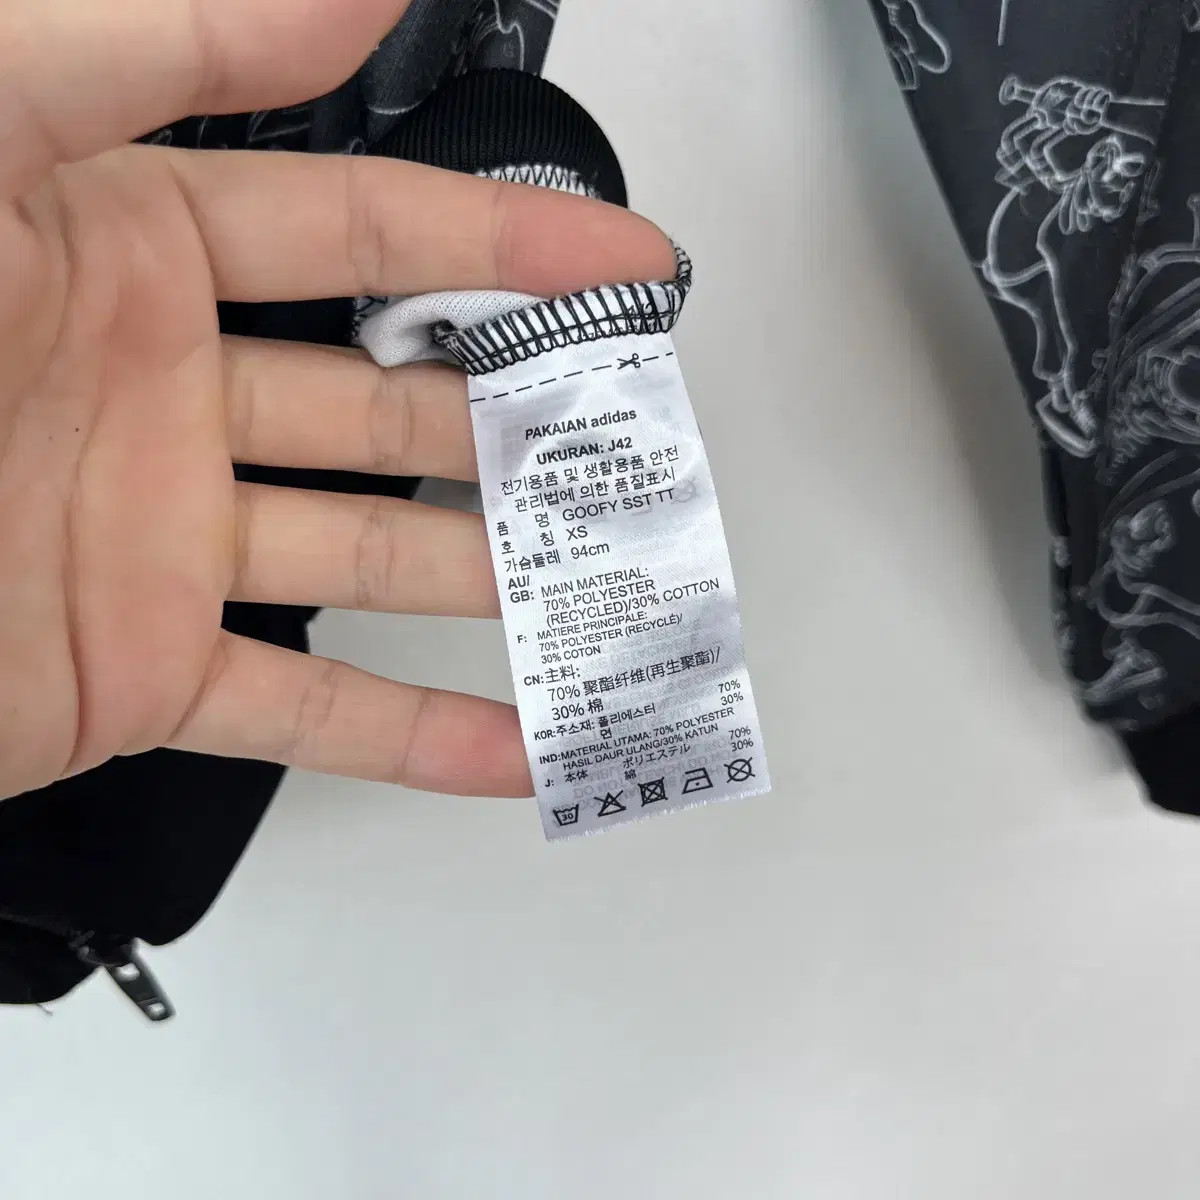 PAKAIAN adidas
UKURAN: J42
전기용품 및 생활용품 안전
관리법에 의한 품질표시
품 명 GOOFY SST TT
호 칭 XS
가슴둘레 94cm
AU/
GB: MAIN MATERIAL:
70% POLYESTER
(RECYCLED)/30% COTTON
F: MATIERE PRINCIPALE:
70% POLYESTER (RECYCLÉ)/
30% COTON
CN: 主料:
70% 聚酯纤维(再生聚酯)/
30% 棉
KOR: 주소재: 폴리에스터 70%
면 30%
IND: MATERIAL UTAMA: 70% POLYESTER
HASIL DAUR ULANG/30% KATUN
J: 本体 ポリエステル 70%
綿 30%
30